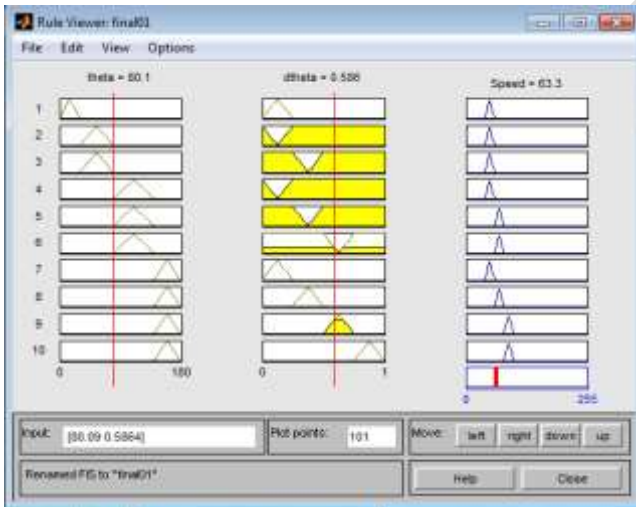 Rule Viewer: final01
File Edit View Options
theta = 80.1
dtheta = 0.586
Speed = 63.3
1
2
3
4
5
6
7
8
9
10
0 180
0 1
0 255
Input: [80.09 0.5864]
Plot points: 101
Move: left right down up
Renamed FIS to "final01"
Help Close